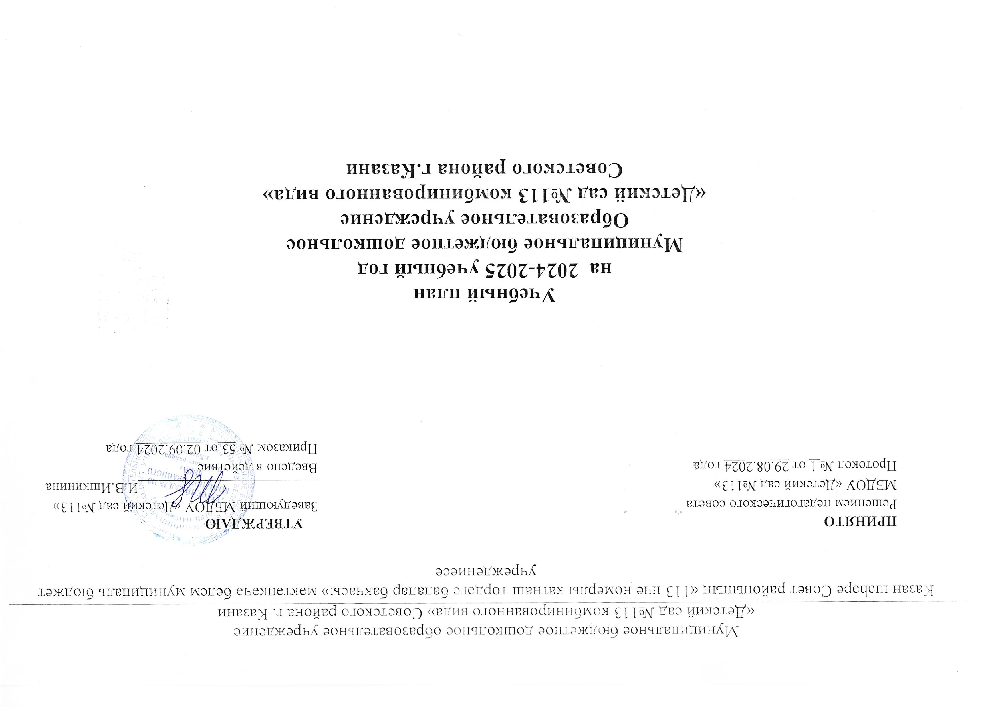 Муниципальное бюджетное дошкольное образовательное учреждение
«Детский сад №113 комбинированного вида» Советского района г. Казани
Казан шәһәре Совет районының «113 нче номерлы катнаш төрдәге балалар бакчасы» мәктәпкәчә белем муниципаль бюджет
учреждениесе
ПРИНЯТО
Решением педагогического совета
МБДОУ «Детский сад №113»
Протокол № 1 от 29.08.2024 года
УТВЕРЖДАЮ
Заведующий МБДОУ «Детский сад №113»
И.В.Ишкинина
Введено в действие
Приказом № 53 от 02.09.2024 года
Учебный план
на 2024-2025 учебный год
Муниципальное бюджетное дошкольное
Образовательное учреждение
«Детский сад №113 комбинированного вида»
Советского района г.Казани